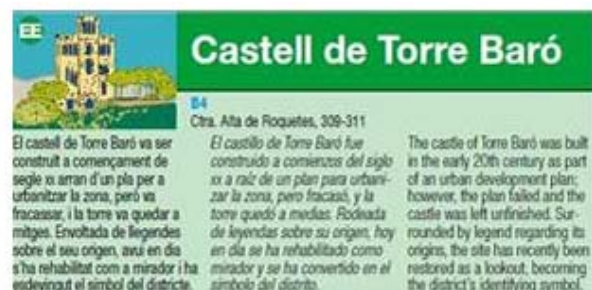 EE
Castell de Torre Baró
B4
Ctra. Alta de Roquetes, 309-311
El castell de Torre Baró va ser
construït a començament de
segle xx arran d'un pla per a
urbanitzar la zona, però va
fracassar, i la torre va quedar a
mitges. Envoltada de llegendes
sobre el seu origen, avui en dia
s'ha rehabilitat com a mirador i ha
esdevingut el símbol del districte.
El castillo de Torre Baró fue
construido a comienzos del siglo
xx a raíz de un plan para urbani-
zar la zona, pero fracasó, y la
torre quedó a medias. Rodeada
de leyendas sobre su origen, hoy
en día se ha rehabilitado como
mirador y se ha convertido en el
símbolo del distrito.
The castle of Torre Baró was built
in the early 20th century as part
of an urban development plan;
however, the plan failed and the
castle was left unfinished. Sur-
rounded by legend regarding its
origins, the site has recently been
restored as a lookout, becoming
the district's identifying symbol.